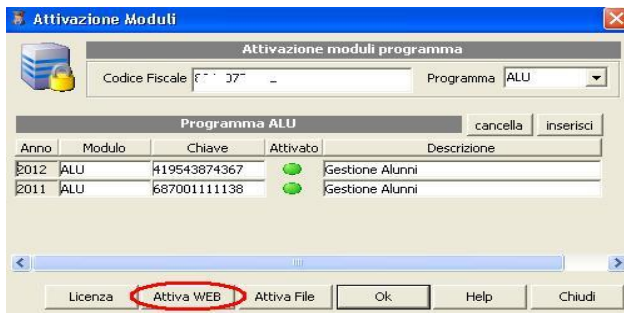 Attivazione Moduli
Attivazione moduli programma
Codice Fiscale Programma ALU
Programma ALU cancella inserisci
Anno Modulo Chiave Attivato Descrizione
2012 ALU 419543874367 Gestione Alunni
2011 ALU 687001111138 Gestione Alunni
Licenza Attiva WEB Attiva File Ok Help Chiudi